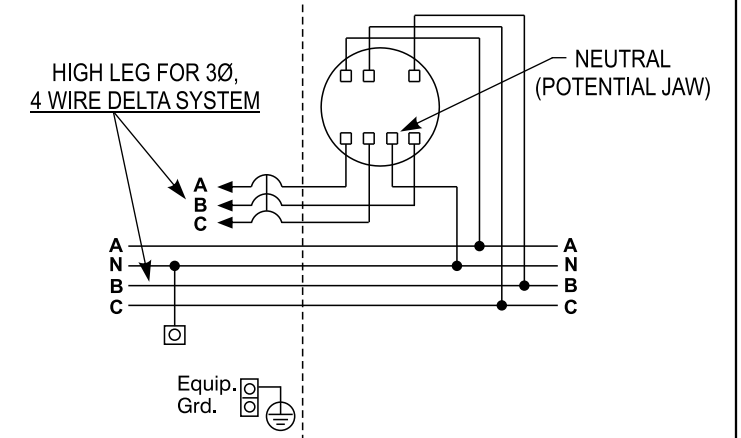 HIGH LEG FOR 3Ø,
4 WIRE DELTA SYSTEM
NEUTRAL
(POTENTIAL JAW)
A
B
C
A A
N N
B B
C C
Equip.
Grd.